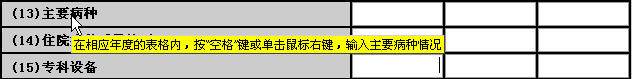 (13)主要病种
在相应年度的表格内，按“空格”键或单击鼠标右键，输入主要病种情况
(14)住院
(15)专科设备